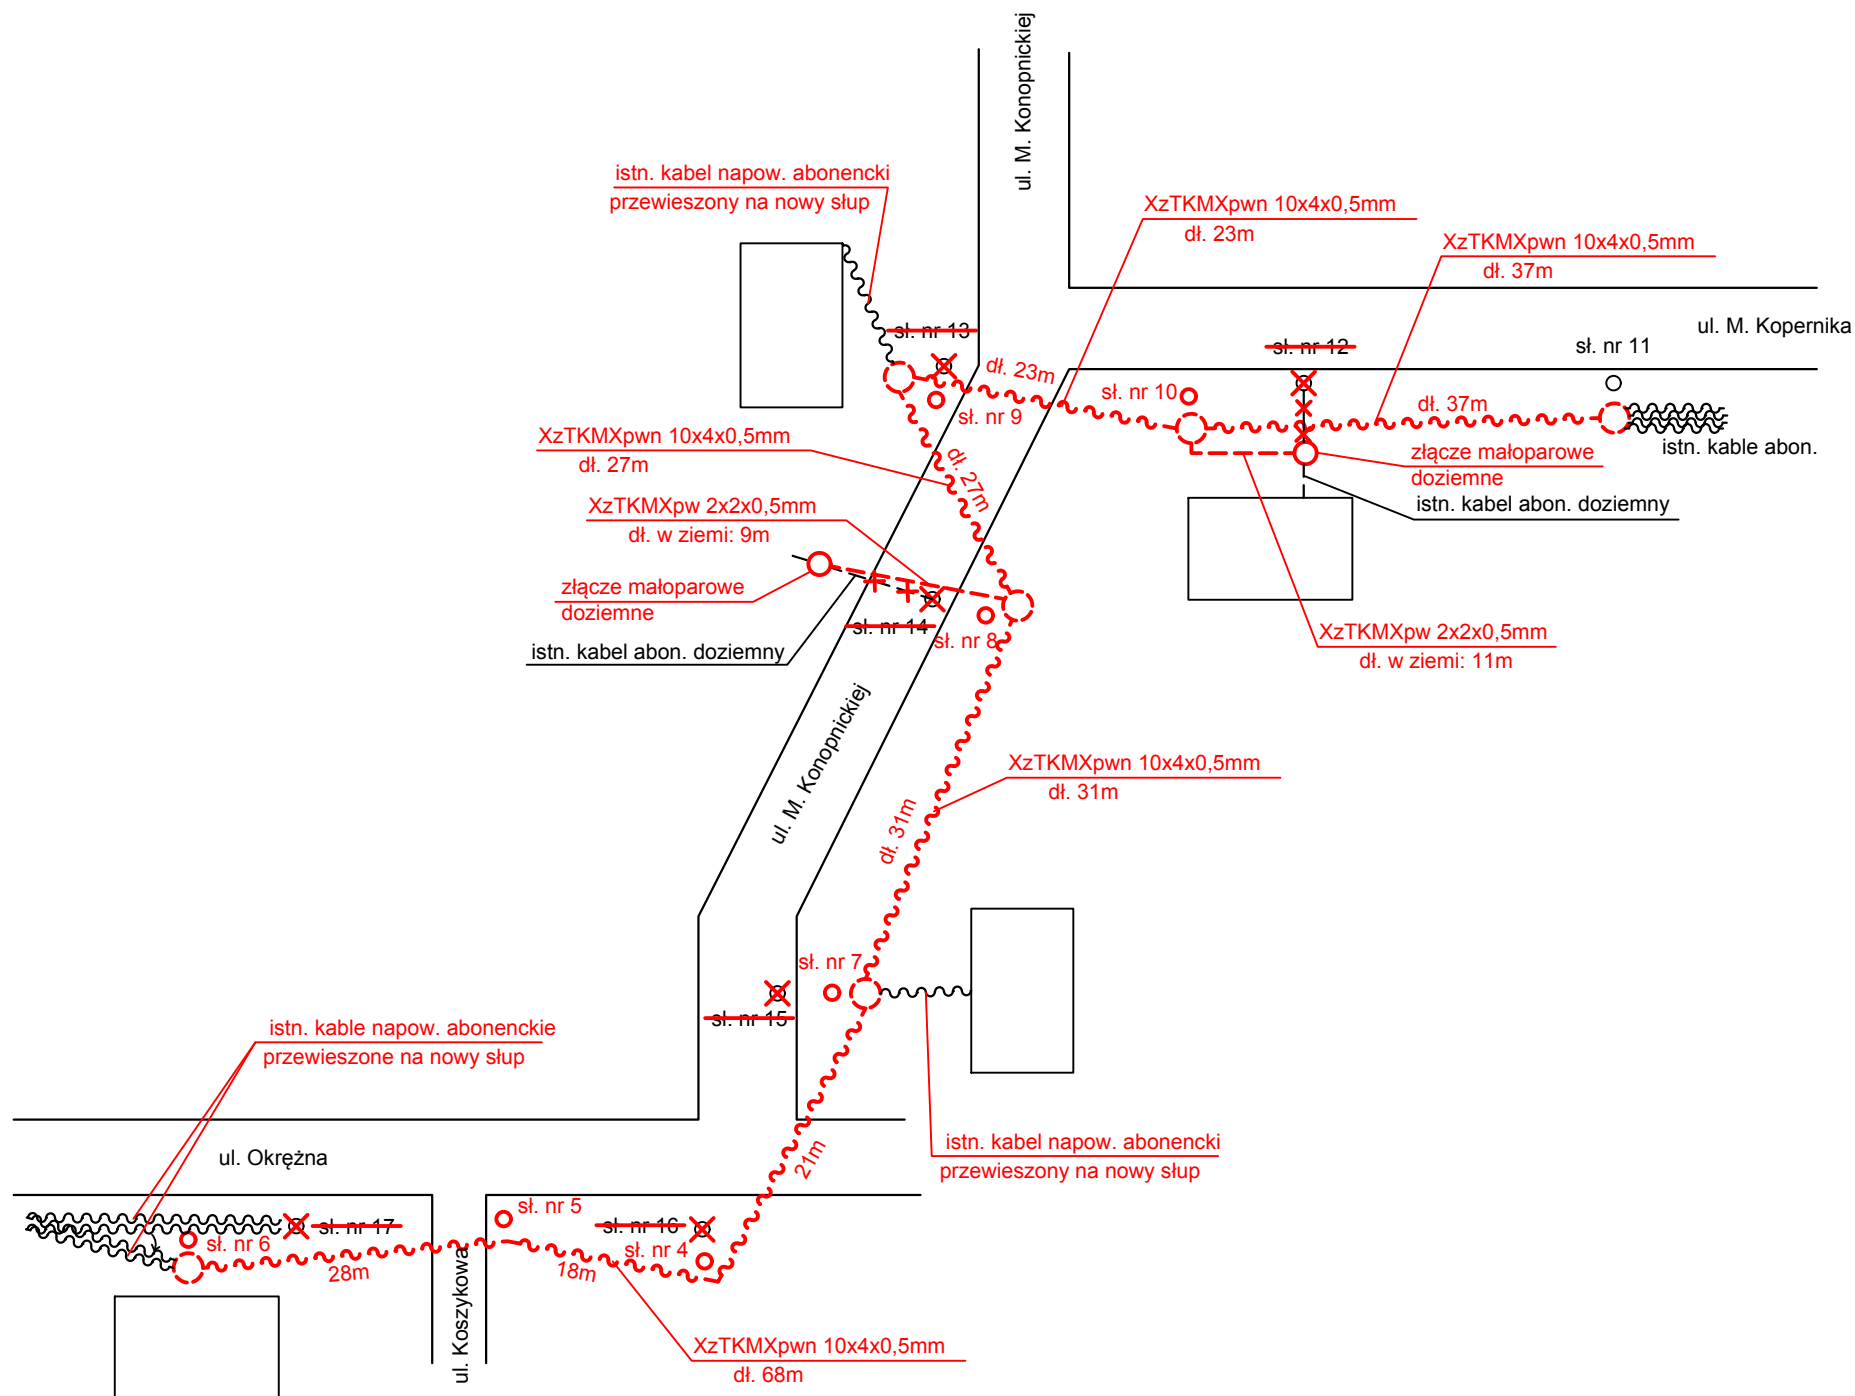 ul. M. Konopnickiej
istn. kabel napow. abonencki
przewieszony na nowy słup
XzTKMXpwn 10x4x0,5mm
dł. 23m
XzTKMXpwn 10x4x0,5mm
dł. 37m
ul. M. Kopernika
sł. nr 13
sł. nr 12
sł. nr 11
dł. 23m
sł. nr 10
sł. nr 9
dł. 37m
istn. kable abon.
XzTKMXpwn 10x4x0,5mm
dł. 27m
dł. 27m
złącze małoparowe
doziemne
istn. kabel abon. doziemny
XzTKMXpw 2x2x0,5mm
dł. w ziemi: 9m
złącze małoparowe
doziemne
sł. nr 14
sł. nr 8
istn. kabel abon. doziemny
XzTKMXpw 2x2x0,5mm
dł. w ziemi: 11m
ul. M. Konopnickiej
XzTKMXpwn 10x4x0,5mm
dł. 31m
dł. 31m
sł. nr 7
sł. nr 15
istn. kable napow. abonenckie
przewieszone na nowy słup
ul. Okrężna
21m
istn. kabel napow. abonencki
przewieszony na nowy słup
sł. nr 5
sł. nr 17
sł. nr 16
sł. nr 6
sł. nr 4
28m
18m
ul. Koszykowa
XzTKMXpwn 10x4x0,5mm
dł. 68m